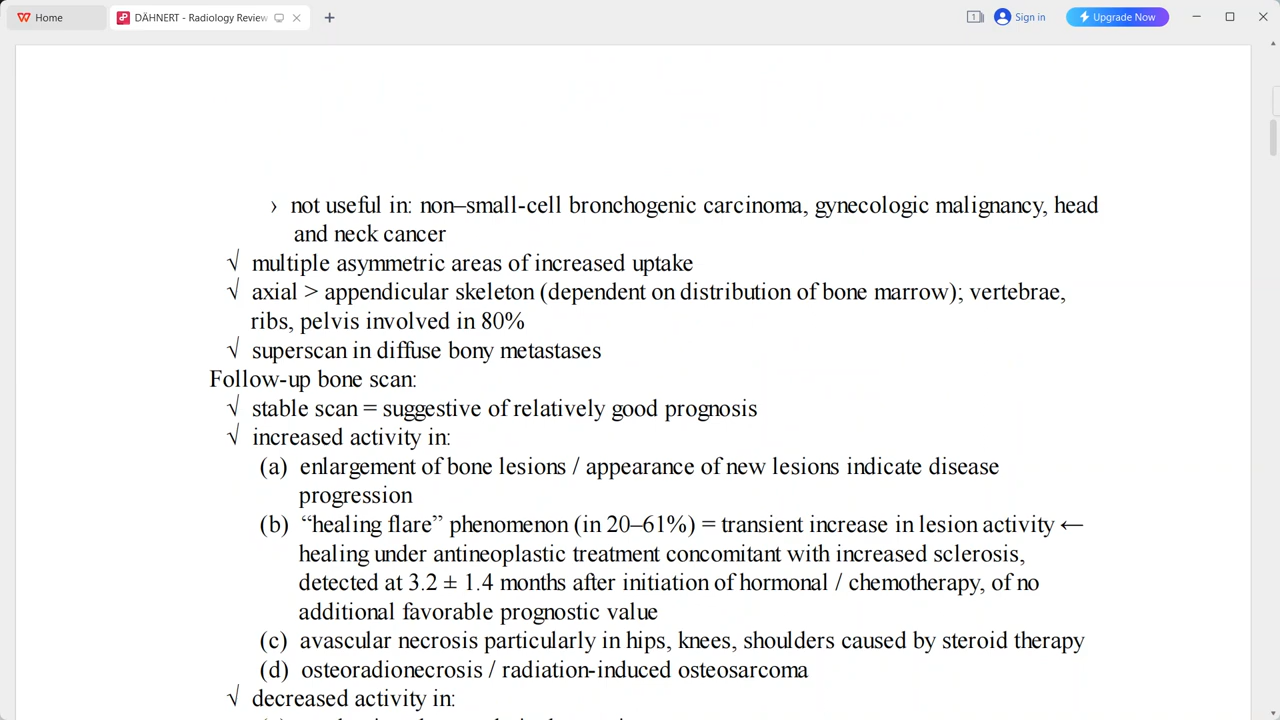 Home
DÄHNERT - Radiology Review
1
Sign in
Upgrade Now
› not useful in: non–small-cell bronchogenic carcinoma, gynecologic malignancy, head
and neck cancer
√ multiple asymmetric areas of increased uptake
√ axial > appendicular skeleton (dependent on distribution of bone marrow); vertebrae,
ribs, pelvis involved in 80%
√ superscan in diffuse bony metastases
Follow-up bone scan:
√ stable scan = suggestive of relatively good prognosis
√ increased activity in:
(a) enlargement of bone lesions / appearance of new lesions indicate disease
progression
(b) “healing flare” phenomenon (in 20–61%) = transient increase in lesion activity ←
healing under antineoplastic treatment concomitant with increased sclerosis,
detected at 3.2 ± 1.4 months after initiation of hormonal / chemotherapy, of no
additional favorable prognostic value
(c) avascular necrosis particularly in hips, knees, shoulders caused by steroid therapy
(d) osteoradionecrosis / radiation-induced osteosarcoma
√ decreased activity in: